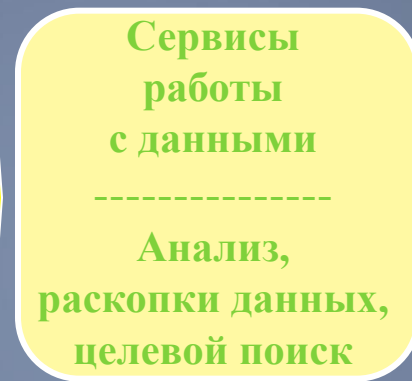 Сервисы
работы
с данными
---------------
Анализ,
раскопки данных,
целевой поиск